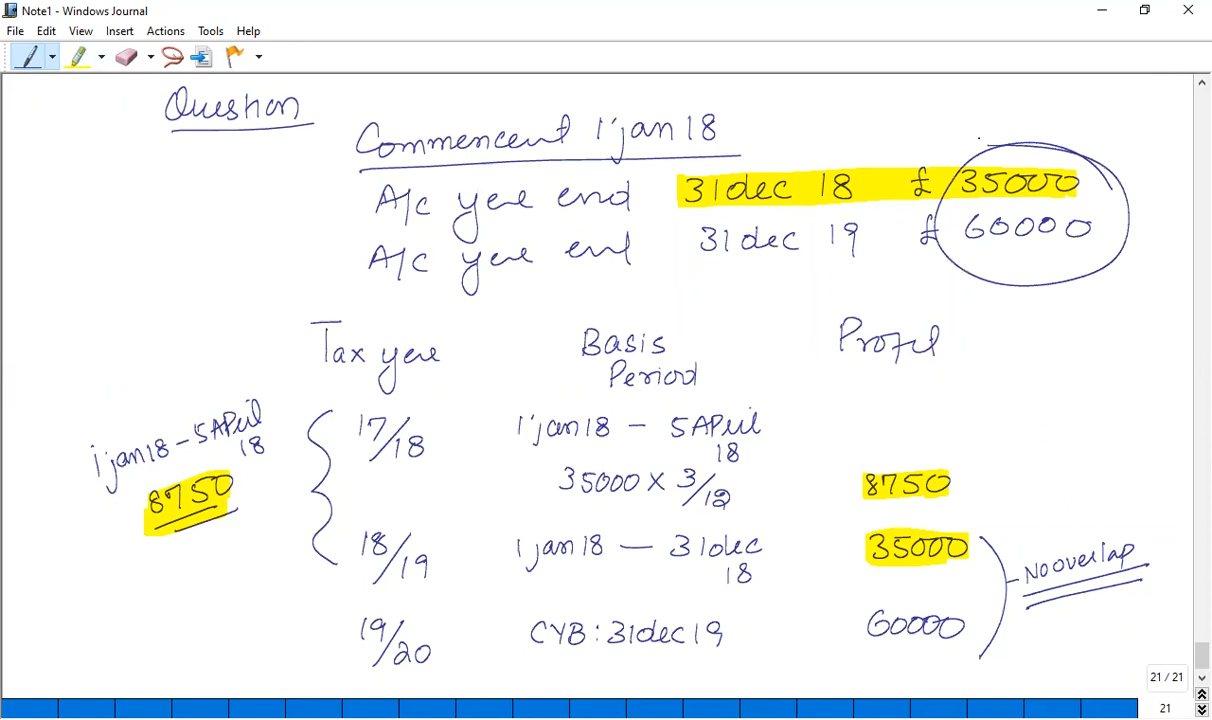 Note1 - Windows Journal
File Edit View Insert Actions Tools Help
Question
Commencent 1 jan 18
A/c yere end 31 dec 18 £ 35000
A/c yere end 31 dec 19 £ 60000
Tax yere Basis Period Profit
17/18 1 jan 18 - 5 APril 18
35000 x 3/12 8750
1 jan 18 - 5 APril 18
8750
18/19 1 jan 18 - 31 dec 18 35000
No overlap
19/20 CYB: 31 dec 19 60000
21 / 21
21